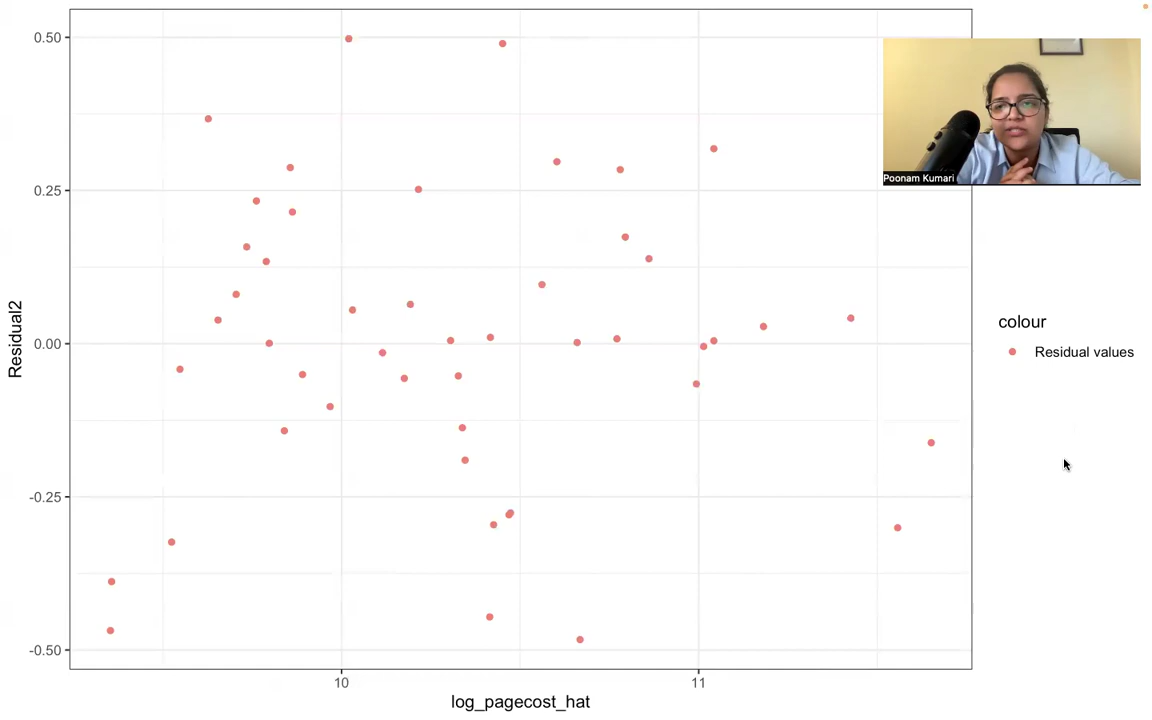 0.50
0.25
0.00
-0.25
-0.50
Residual2
10
11
log_pagecost_hat
Poonam Kumari
colour
Residual values